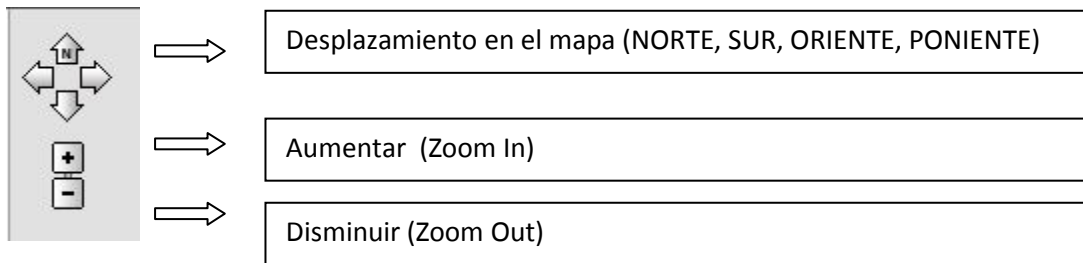 N
Desplazamiento en el mapa (NORTE, SUR, ORIENTE, PONIENTE)
+
Aumentar (Zoom In)
-
Disminuir (Zoom Out)